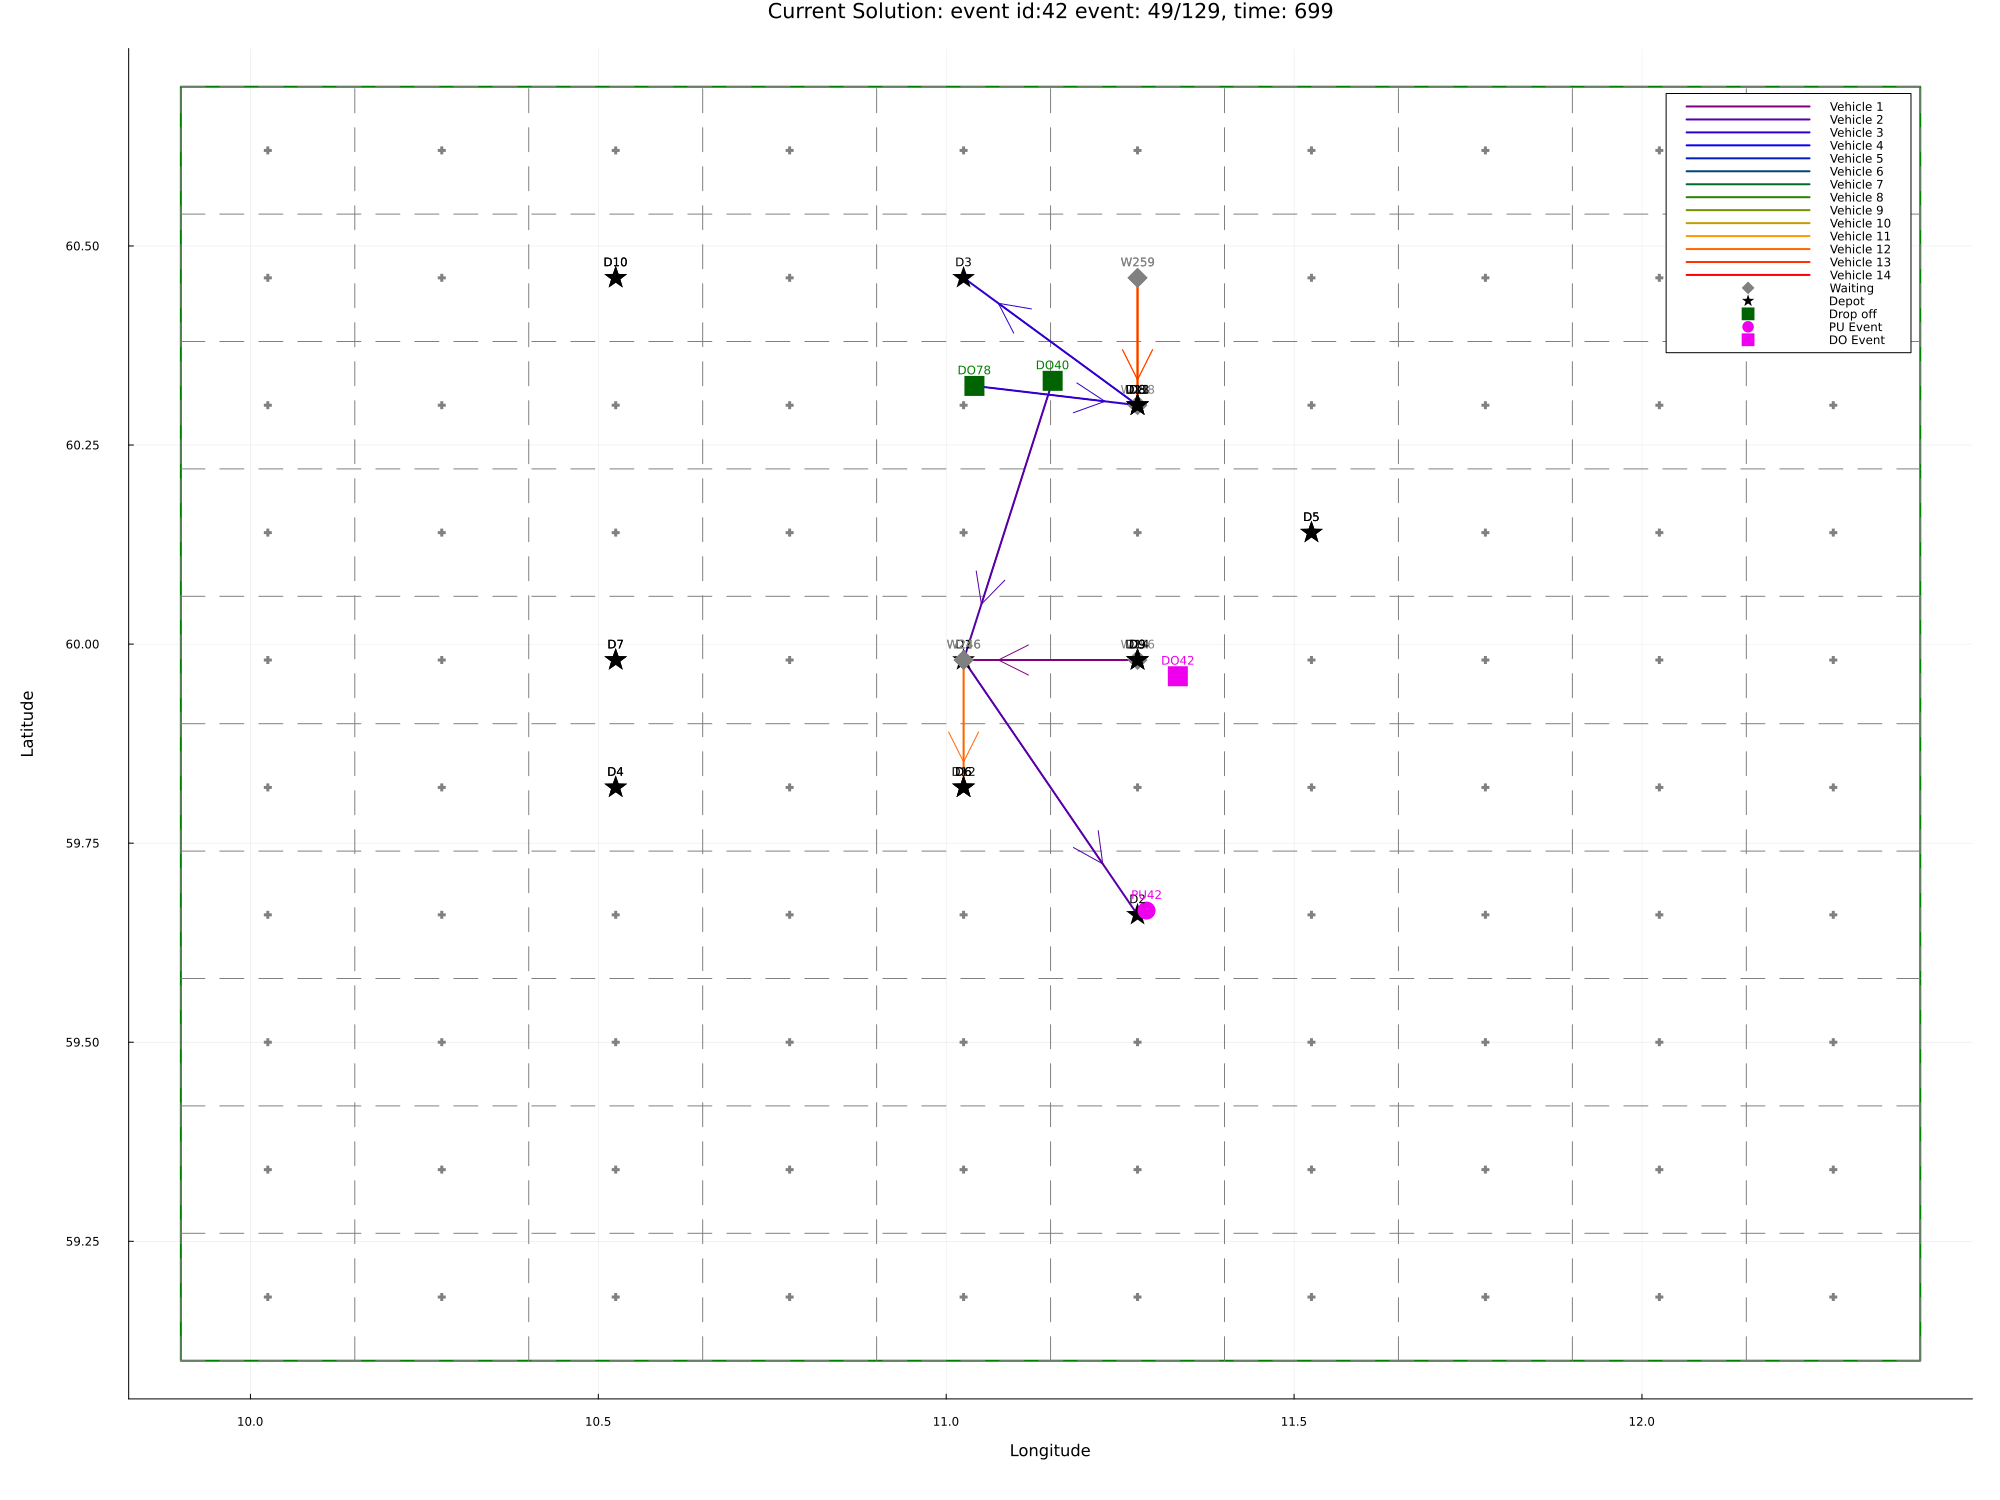 Current Solution: event id:42 event: 49/129, time: 699
Vehicle 1
Vehicle 2
Vehicle 3
Vehicle 4
Vehicle 5
Vehicle 6
Vehicle 7
Vehicle 8
Vehicle 9
Vehicle 10
Vehicle 11
Vehicle 12
Vehicle 13
Vehicle 14
Waiting
Depot
Drop off
PU Event
DO Event
60.50
D10
D3
W259
DO78
DO40
60.25
D5
60.00
D7
DO42
Latitude
D4
59.75
PU42
D2
59.50
59.25
10.0
10.5
11.0
11.5
12.0
Longitude